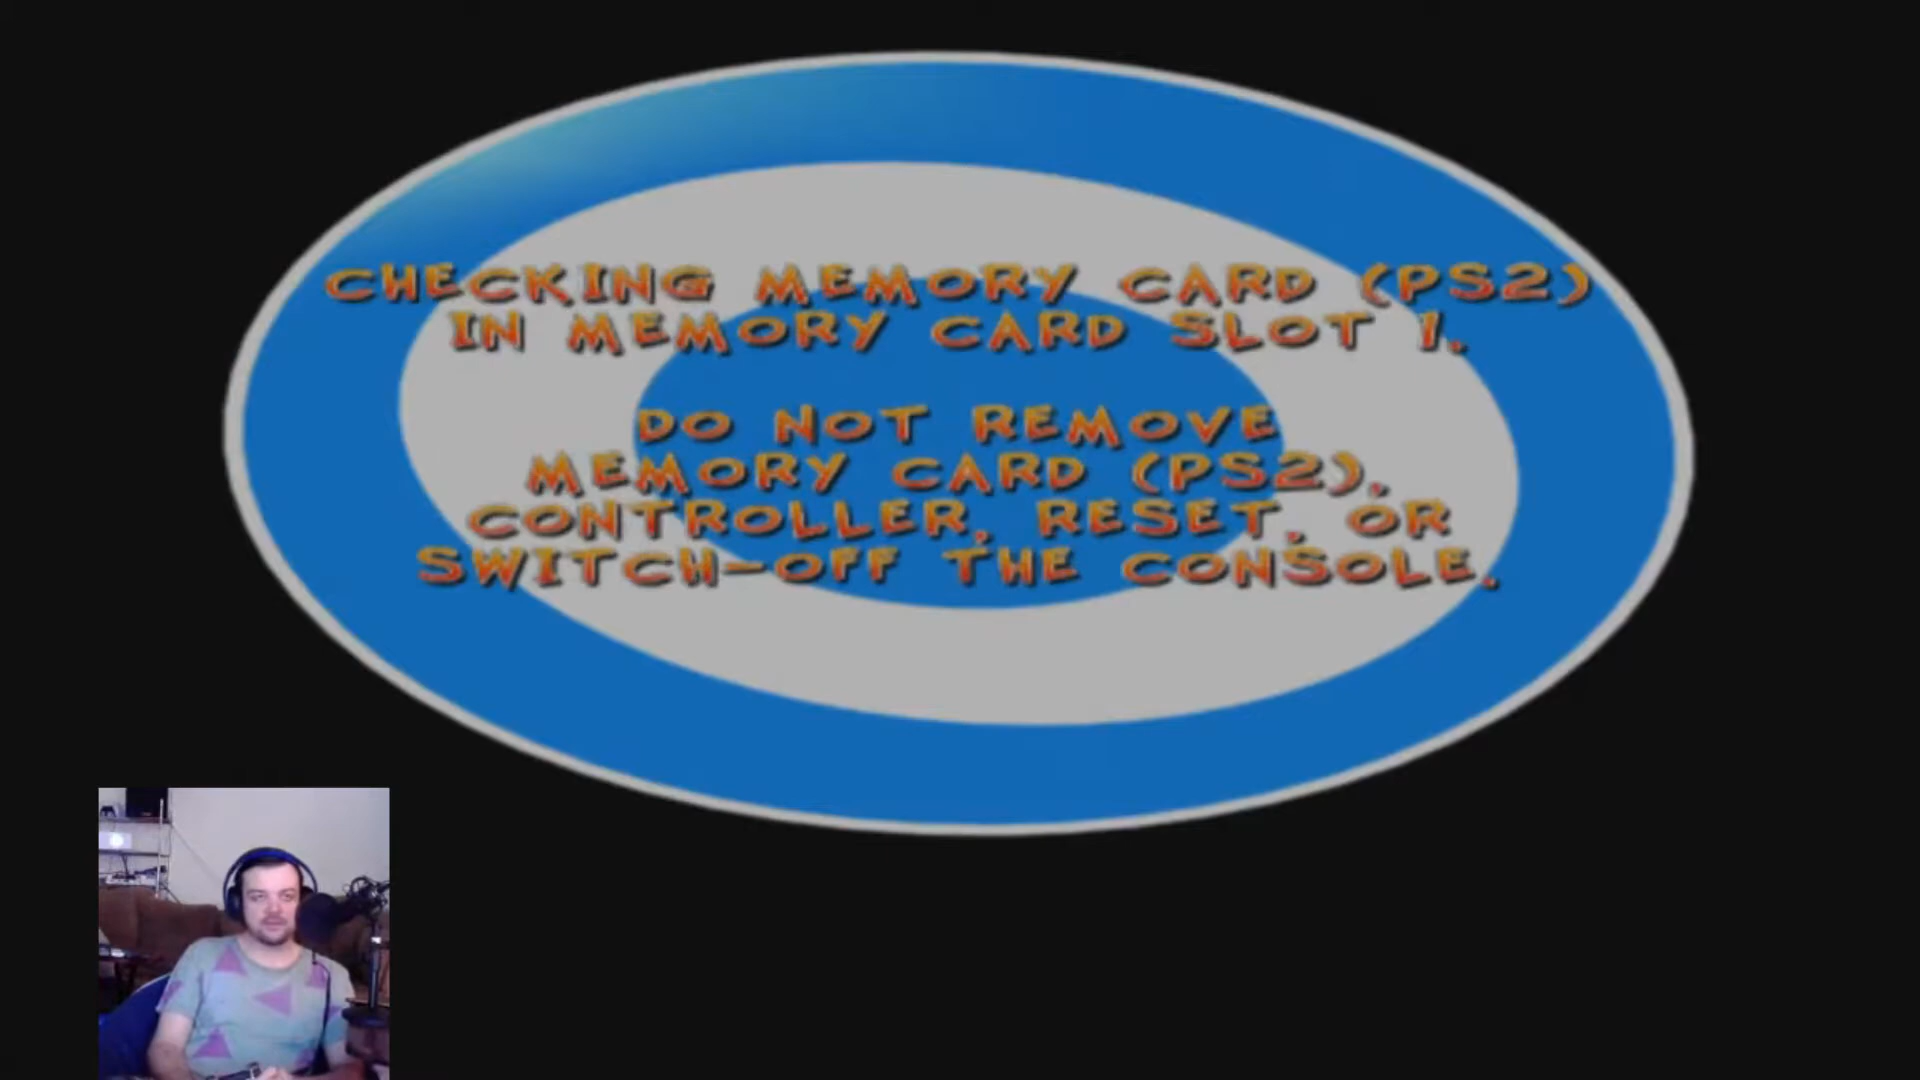 CHECKING MEMORY CARD (PS2)
IN MEMORY CARD SLOT 1.
DO NOT REMOVE
MEMORY CARD (PS2),
CONTROLLER, RESET, OR
SWITCH-OFF THE CONSOLE.